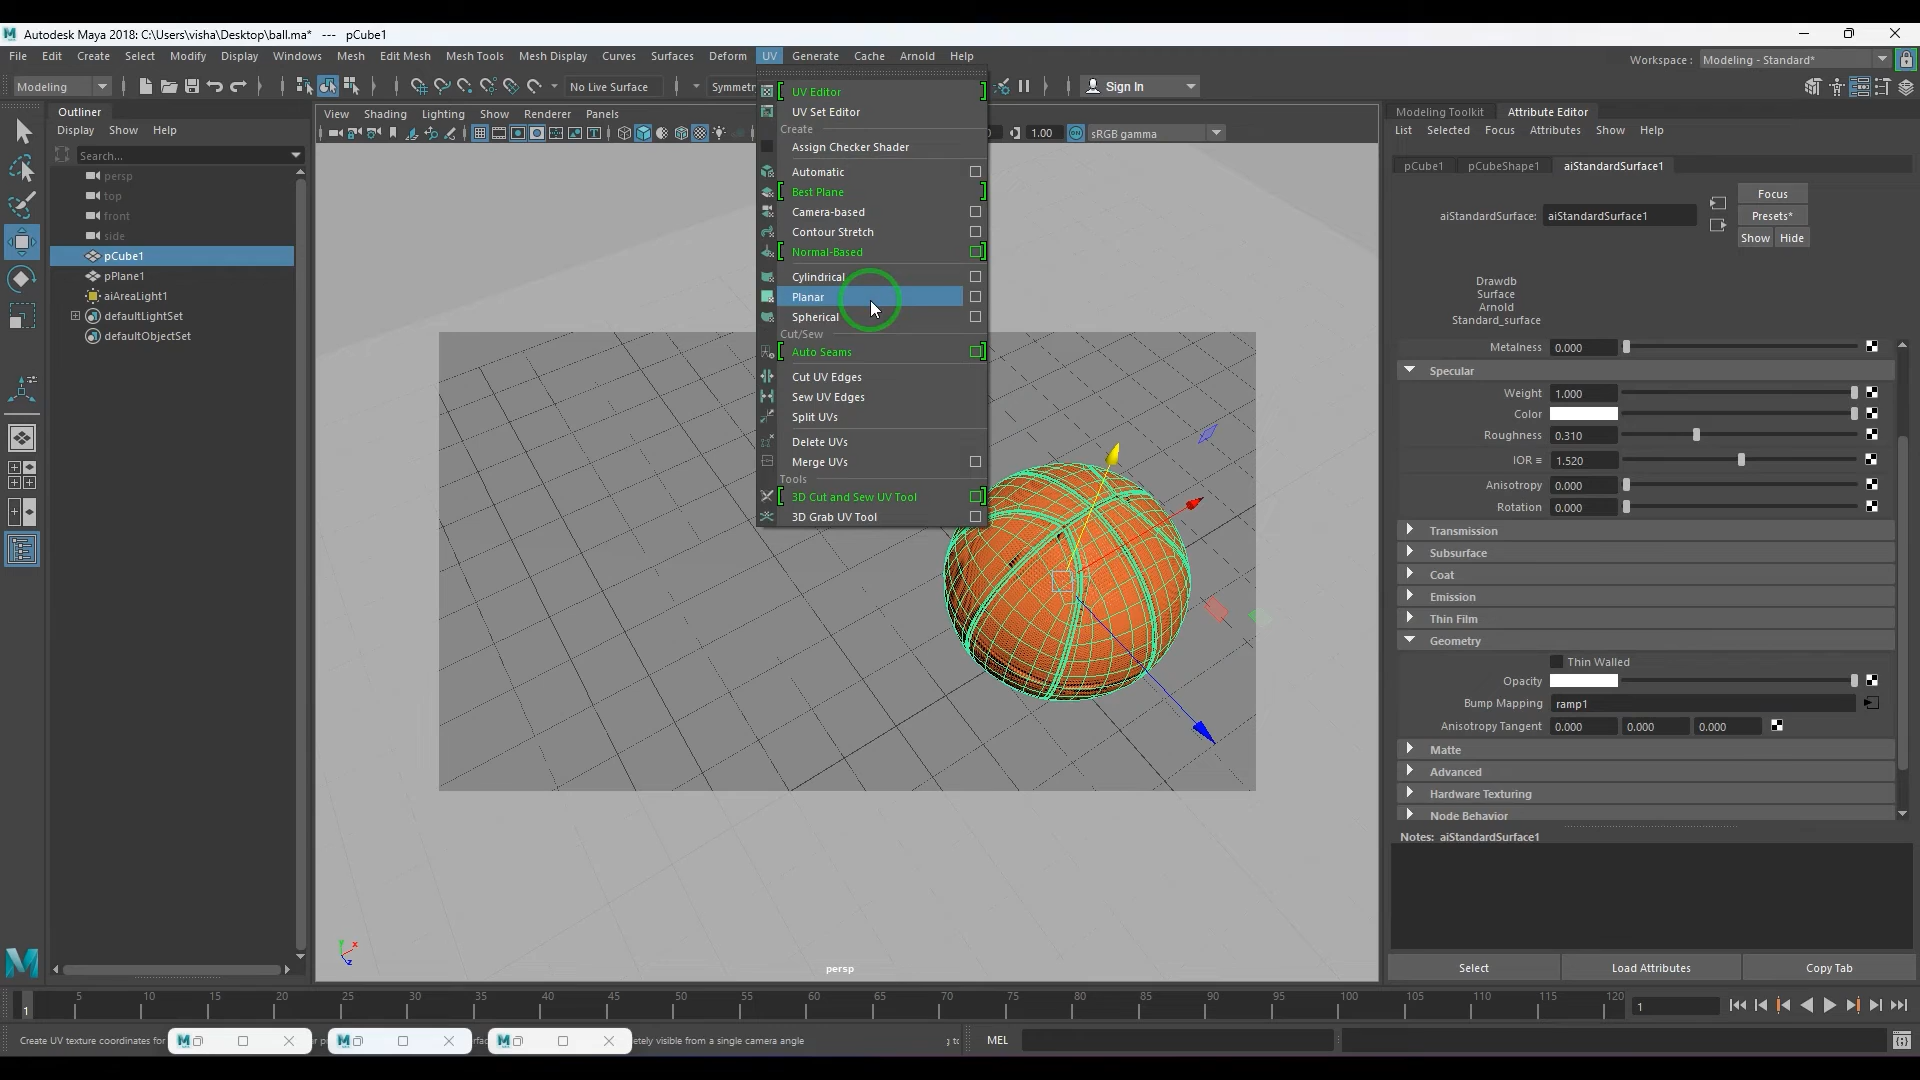 Autodesk Maya 2018: C:\Users\visha\Desktop\ball.ma* --- pCube1
File Edit Create Select Modify Display Windows Mesh Edit Mesh Mesh Tools Mesh Display Curves Surfaces Deform UV Generate Cache Arnold Help
Workspace : Modeling - Standard*
Modeling No Live Surface Symmetr Sign In
Outliner
Display Show Help
Search...
persp
top
front
side
pCube1
pPlane1
aiAreaLight1
defaultLightSet
defaultObjectSet
View Shading Lighting Show Renderer Panels
1.00 sRGB gamma
UV Editor
UV Set Editor
Create
Assign Checker Shader
Automatic
Best Plane
Camera-based
Contour Stretch
Normal-Based
Cylindrical
Planar
Spherical
Cut/Sew
Auto Seams
Cut UV Edges
Sew UV Edges
Split UVs
Delete UVs
Merge UVs
Tools
3D Cut and Sew UV Tool
3D Grab UV Tool
persp
Modeling Toolkit Attribute Editor
List Selected Focus Attributes Show Help
pCube1 pCubeShape1 aiStandardSurface1
Focus
aiStandardSurface: aiStandardSurface1 Presets*
Show Hide
Drawdb
Surface
Arnold
Standard_surface
Metalness 0.000
Specular
Weight 1.000
Color
Roughness 0.310
IOR 1.520
Anisotropy 0.000
Rotation 0.000
Transmission
Subsurface
Coat
Emission
Thin Film
Geometry
Thin Walled
Opacity
Bump Mapping ramp1
Anisotropy Tangent 0.000 0.000 0.000
Matte
Advanced
Hardware Texturing
Node Behavior
Notes: aiStandardSurface1
Select Load Attributes Copy Tab
1 5 10 15 20 25 30 35 40 45 50 55 60 65 70 75 80 85 90 95 100 105 110 115 120 1
Create UV texture coordinates for etely visible from a single camera angle MEL